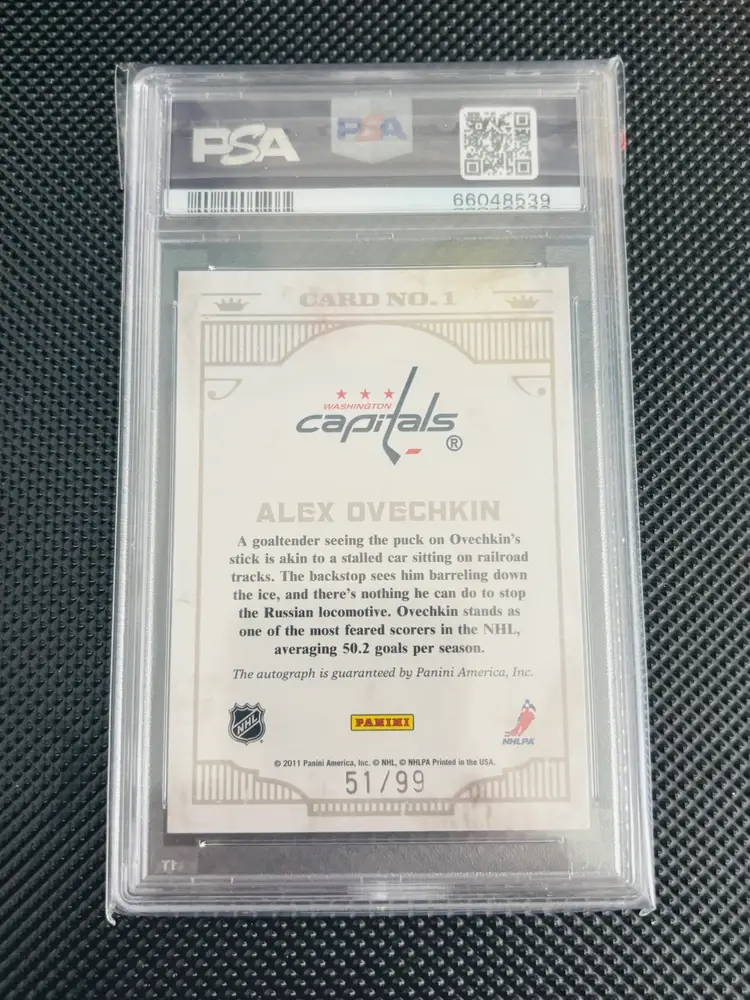 PSA
PSA
66048539
CARD NO. 1
WASHINGTON
capitals ®
ALEX OVECHKIN
A goaltender seeing the puck on Ovechkin's
stick is akin to a stalled car sitting on railroad
tracks. The backstop sees him barreling down
the ice, and there's nothing he can do to stop
the Russian locomotive. Ovechkin stands as
one of the most feared scorers in the NHL,
averaging 50.2 goals per season.
The autograph is guaranteed by Panini America, Inc.
NHL
PANINI
NHLPA
© 2011 Panini America, Inc. © NHL, © NHLPA Printed in the USA.
51/99